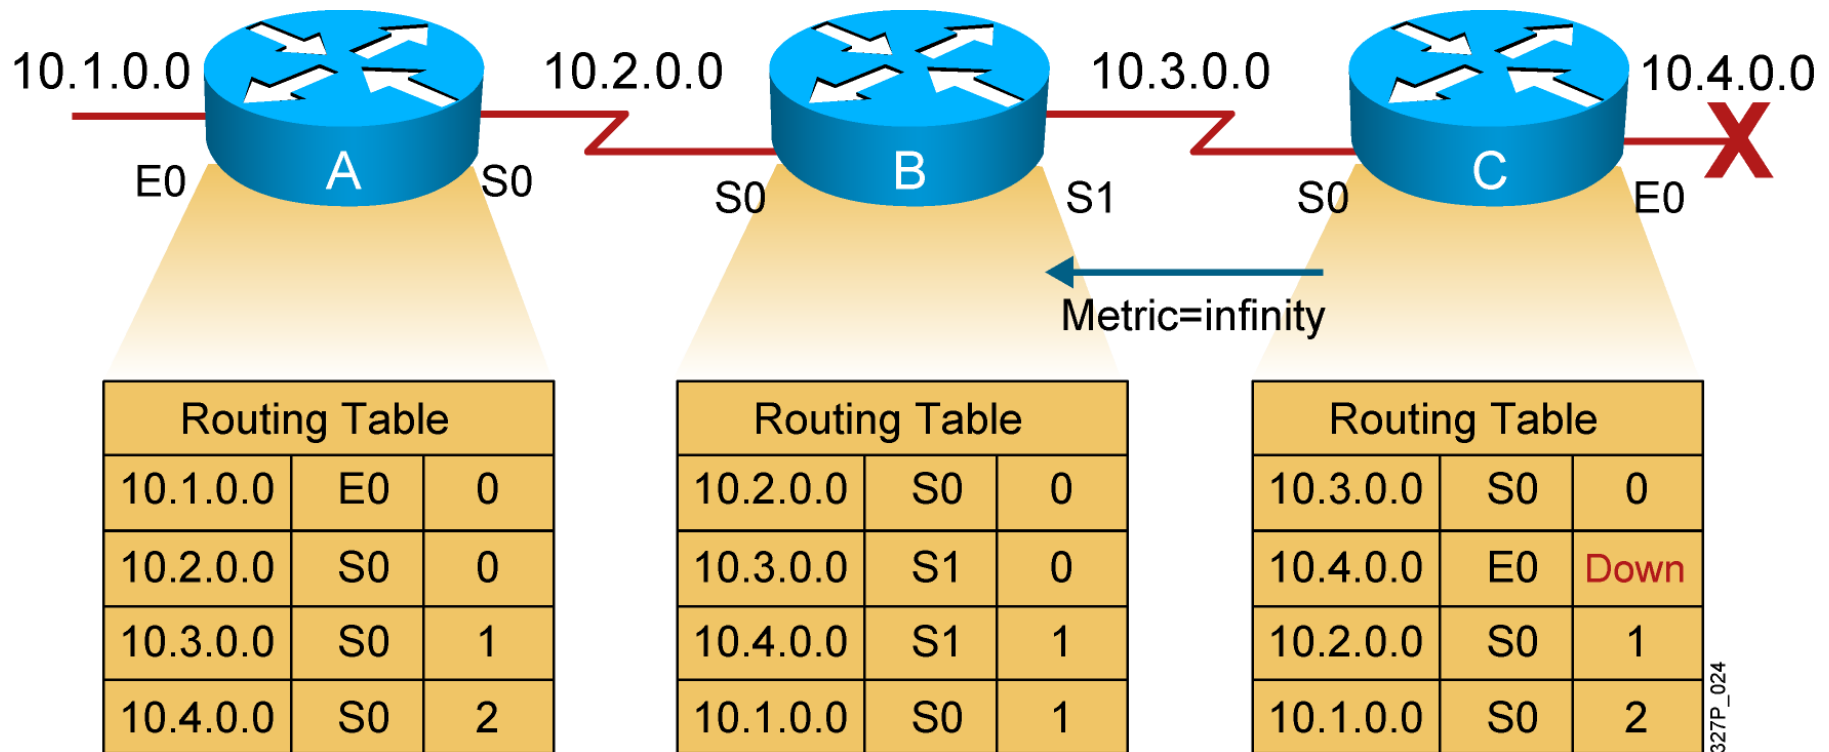 10.1.0.0 10.2.0.0 10.3.0.0 10.4.0.0
A B C
E0 S0 S0 S1 S0 E0
Metric=infinity
Routing Table
10.1.0.0 E0 0
10.2.0.0 S0 0
10.3.0.0 S0 1
10.4.0.0 S0 2
Routing Table
10.2.0.0 S0 0
10.3.0.0 S1 0
10.4.0.0 S1 1
10.1.0.0 S0 1
Routing Table
10.3.0.0 S0 0
10.4.0.0 E0 Down
10.2.0.0 S0 1
10.1.0.0 S0 2
327P_024